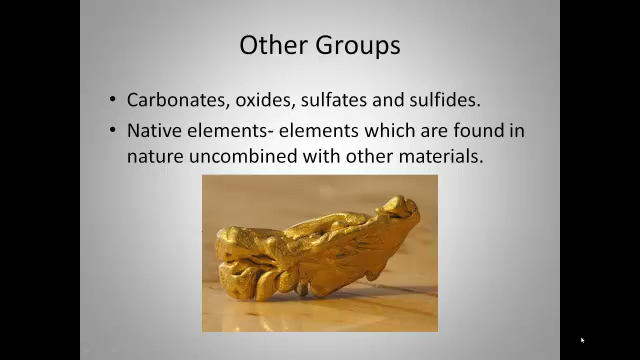 Other Groups
• Carbonates, oxides, sulfates and sulfides.
• Native elements- elements which are found in
nature uncombined with other materials.